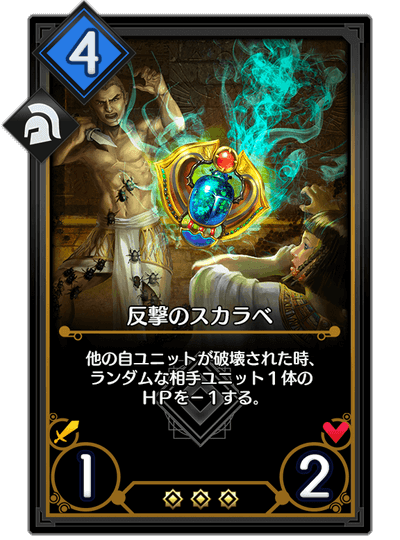 4
反撃のスカラベ
他の自ユニットが破壊された時、
ランダムな相手ユニット1体の
HPを－1する。
1
2